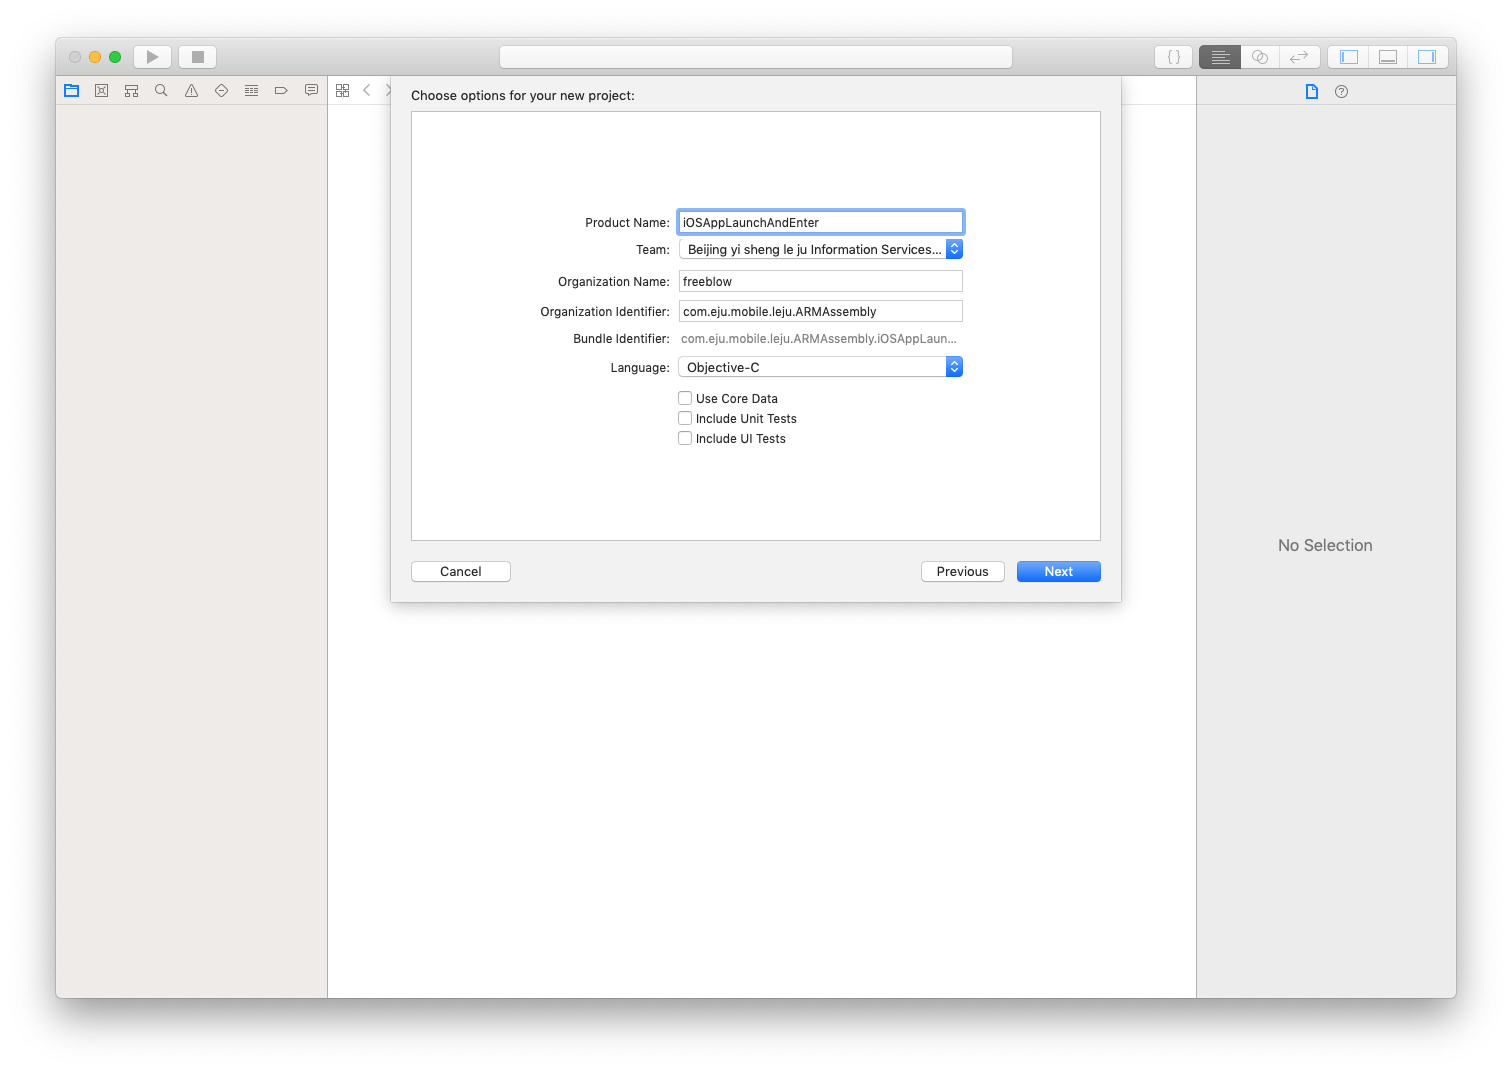 Choose options for your new project:
Product Name: iOSAppLaunchAndEnter
Team: Beijing yi sheng le ju Information Services...
Organization Name: freeblow
Organization Identifier: com.eju.mobile.leju.ARMAssembly
Bundle Identifier: com.eju.mobile.leju.ARMAssembly.iOSAppLaun...
Language: Objective-C
Use Core Data
Include Unit Tests
Include UI Tests
No Selection
Cancel
Previous
Next